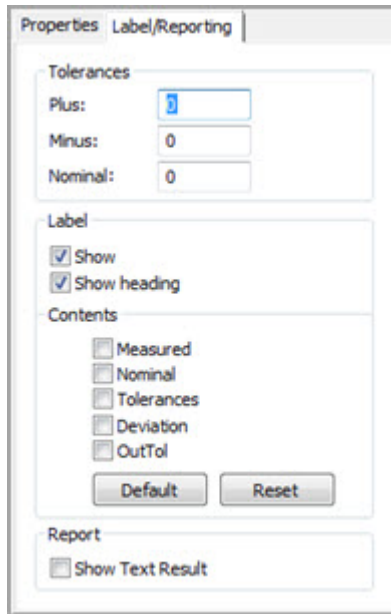 Properties Label/Reporting
Tolerances
Plus: 0
Minus: 0
Nominal: 0
Label
Show
Show heading
Contents
Measured
Nominal
Tolerances
Deviation
OutTol
Default Reset
Report
Show Text Result